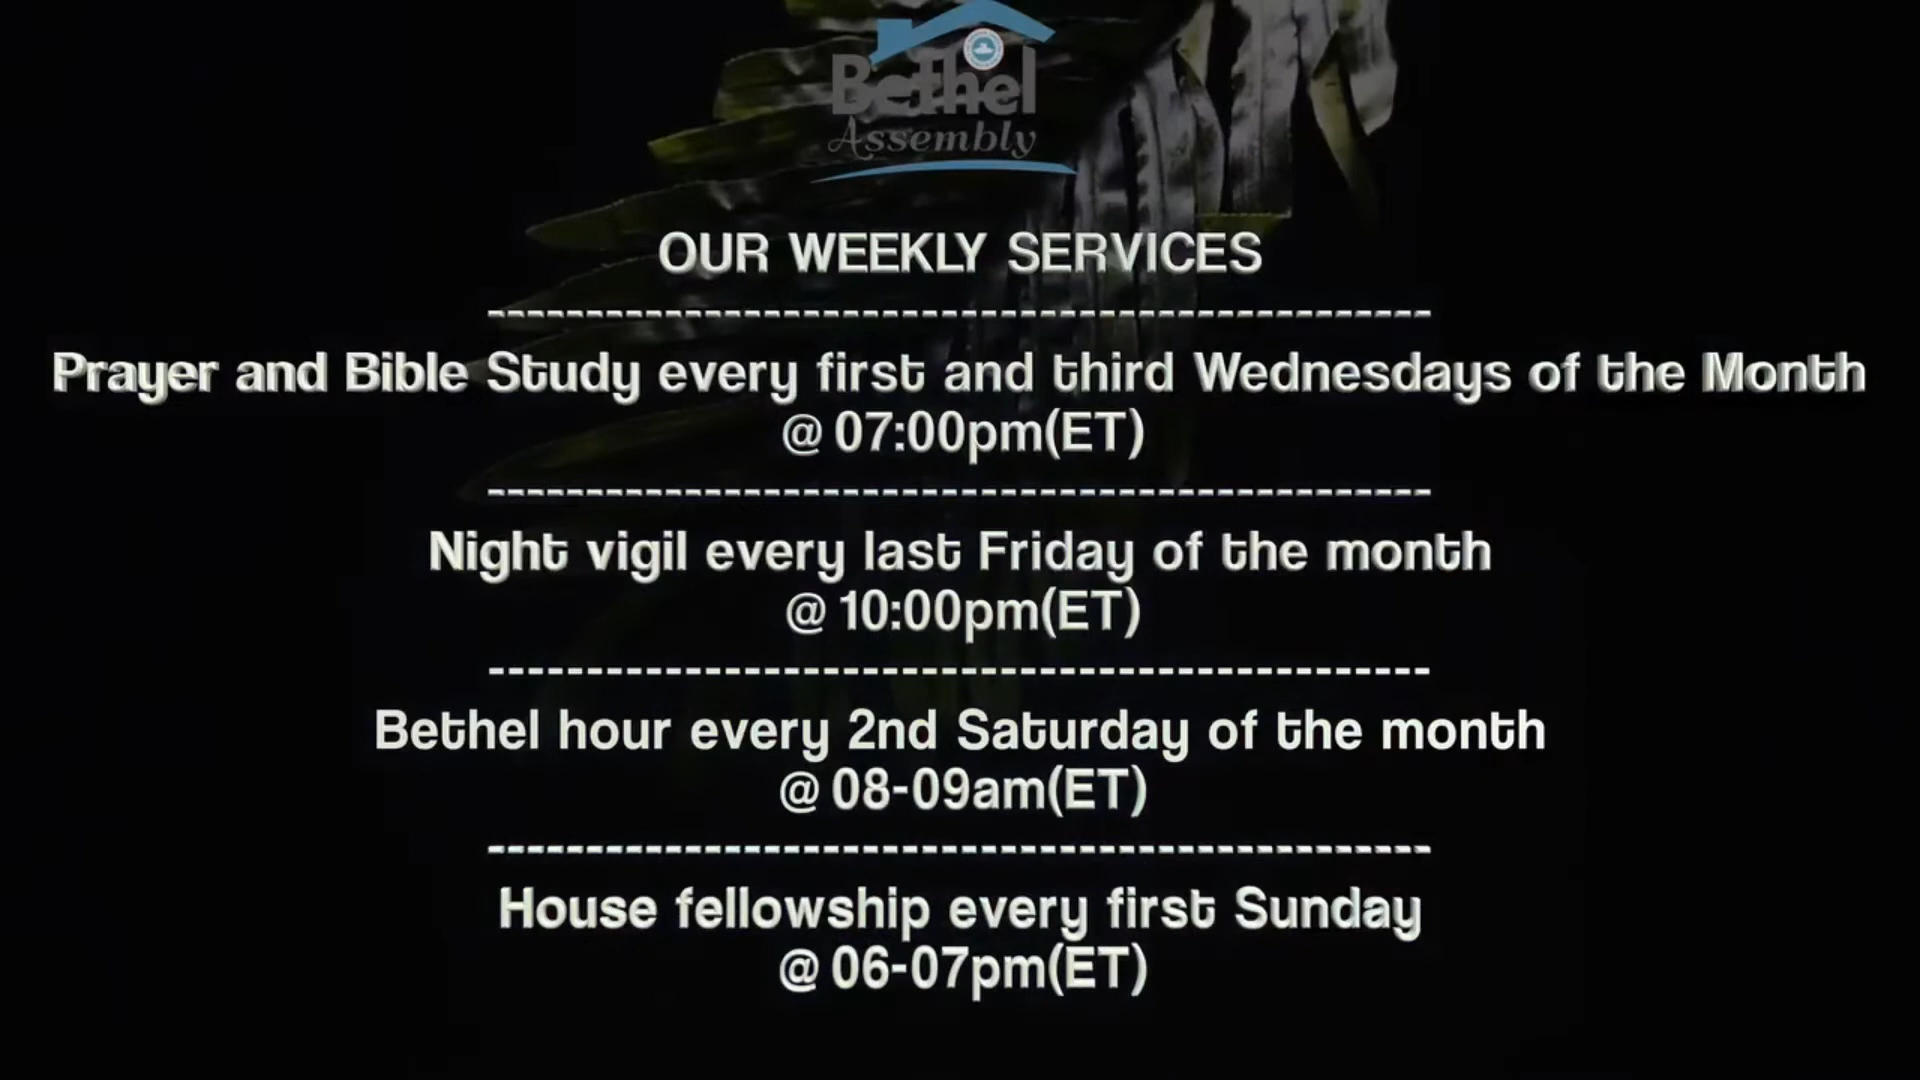 Bethel
Assembly
OUR WEEKLY SERVICES
------------------------------------------------
Prayer and Bible Study every first and third Wednesdays of the Month
@ 07:00pm(ET)
------------------------------------------------
Night vigil every last Friday of the month
@ 10:00pm(ET)
------------------------------------------------
Bethel hour every 2nd Saturday of the month
@ 08-09am(ET)
------------------------------------------------
House fellowship every first Sunday
@ 06-07pm(ET)